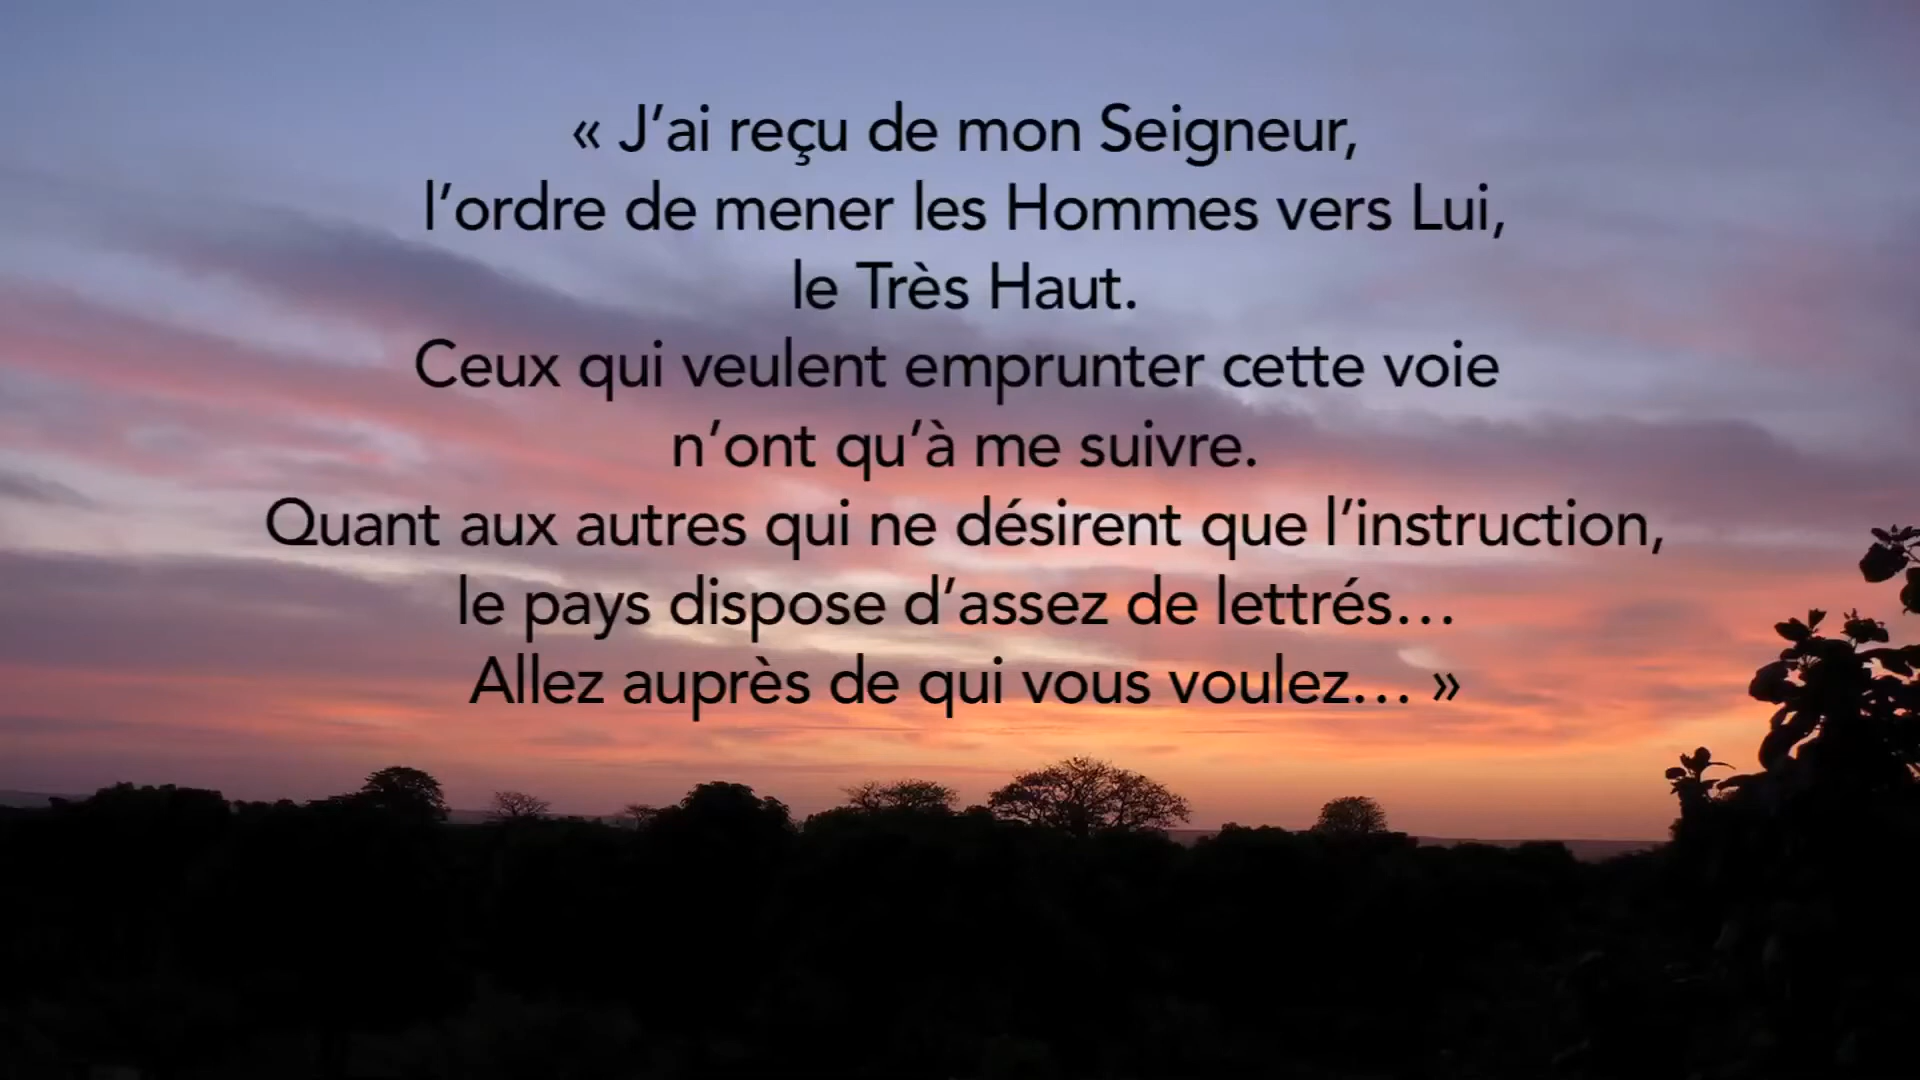 « J’ai reçu de mon Seigneur,
l’ordre de mener les Hommes vers Lui,
le Très Haut.
Ceux qui veulent emprunter cette voie
n’ont qu’à me suivre.
Quant aux autres qui ne désirent que l’instruction,
le pays dispose d’assez de lettrés…
Allez auprès de qui vous voulez… »